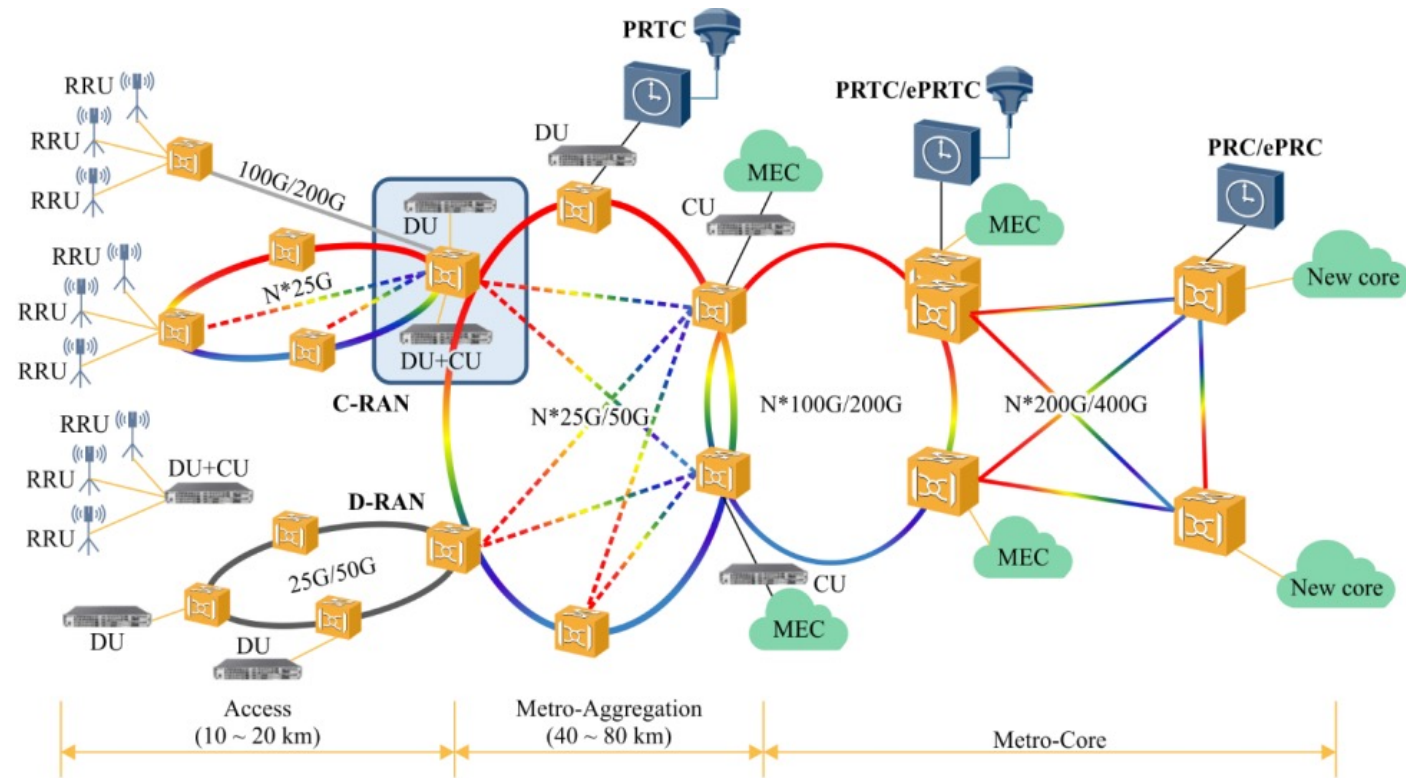 PRTC
RRU
RRU
RRU
100G/200G
DU
PRTC/ePRTC
PRC/ePRC
MEC
CU
DU
MEC
New core
RRU
RRU
RRU
N*25G
DU+CU
C-RAN
N*25G/50G
N*100G/200G
N*200G/400G
RRU
RRU
RRU
DU+CU
D-RAN
25G/50G
DU
DU
CU
MEC
MEC
New core
Access
(10 ~ 20 km)
Metro-Aggregation
(40 ~ 80 km)
Metro-Core